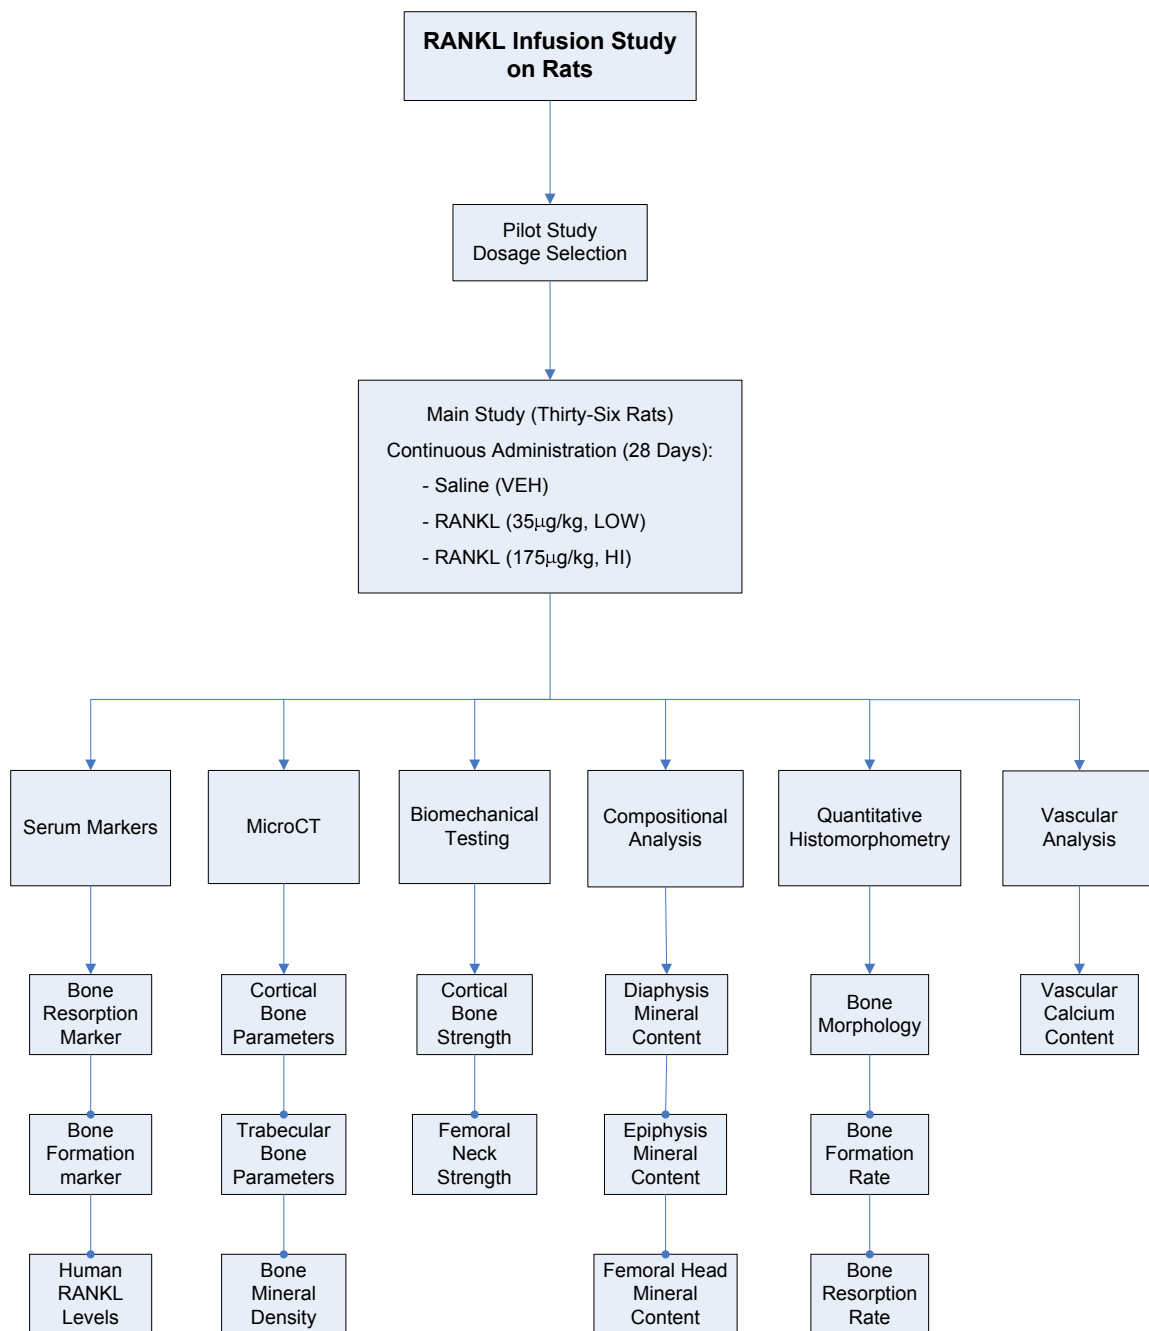 RANKL Infusion Study
on Rats
Pilot Study
Dosage Selection
Main Study (Thirty-Six Rats)
Continuous Administration (28 Days):
- Saline (VEH)
- RANKL (35μg/kg, LOW)
- RANKL (175μg/kg, HI)
Serum Markers
MicroCT
Biomechanical
Testing
Compositional
Analysis
Quantitative
Histomorphometry
Vascular
Analysis
Bone
Resorption
Marker
Cortical
Bone
Parameters
Cortical
Bone
Strength
Diaphysis
Mineral
Content
Bone
Morphology
Vascular
Calcium
Content
Bone
Formation
marker
Trabecular
Bone
Parameters
Femoral
Neck
Strength
Epiphysis
Mineral
Content
Bone
Formation
Rate
Human
RANKL
Levels
Bone
Mineral
Density
Femoral Head
Mineral
Content
Bone
Resorption
Rate